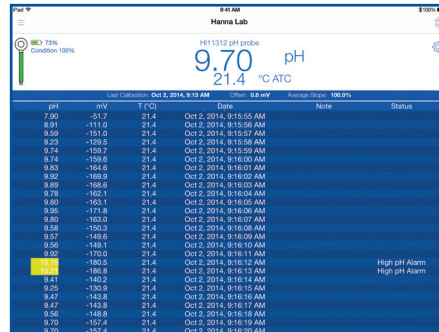 iPad 9:41 AM $100%
Hanna Lab
73%
Condition 100%
HI11312 pH probe
9.70 pH
21.4 °C ATC
Last Calibration: Oct 2, 2014, 9:13 AM Offset: 0.8 mV Average Slope: 100.0%
pH mV T (°C) Date Note Status
7.90 -51.7 21.4 Oct 2, 2014, 9:15:55 AM
8.91 -111.0 21.4 Oct 2, 2014, 9:15:56 AM
9.59 -151.0 21.4 Oct 2, 2014, 9:15:57 AM
9.23 -129.5 21.4 Oct 2, 2014, 9:15:58 AM
9.74 -159.7 21.4 Oct 2, 2014, 9:15:59 AM
9.74 -159.6 21.4 Oct 2, 2014, 9:16:00 AM
9.83 -164.6 21.4 Oct 2, 2014, 9:16:01 AM
9.92 -169.9 21.4 Oct 2, 2014, 9:16:02 AM
9.89 -168.6 21.4 Oct 2, 2014, 9:16:03 AM
9.78 -162.1 21.4 Oct 2, 2014, 9:16:04 AM
9.80 -163.1 21.4 Oct 2, 2014, 9:16:05 AM
9.95 -171.8 21.4 Oct 2, 2014, 9:16:06 AM
9.80 -163.0 21.4 Oct 2, 2014, 9:16:07 AM
9.58 -150.3 21.4 Oct 2, 2014, 9:16:08 AM
9.57 -149.6 21.4 Oct 2, 2014, 9:16:09 AM
9.56 -149.1 21.4 Oct 2, 2014, 9:16:10 AM
9.92 -170.0 21.4 Oct 2, 2014, 9:16:11 AM
10.10 -180.5 21.4 Oct 2, 2014, 9:16:12 AM High pH Alarm
10.21 -186.8 21.4 Oct 2, 2014, 9:16:13 AM High pH Alarm
9.41 -140.2 21.4 Oct 2, 2014, 9:16:14 AM
9.25 -130.9 21.4 Oct 2, 2014, 9:16:15 AM
9.47 -143.8 21.4 Oct 2, 2014, 9:16:16 AM
9.47 -143.8 21.4 Oct 2, 2014, 9:16:17 AM
9.56 -148.8 21.4 Oct 2, 2014, 9:16:18 AM
9.70 -157.4 21.4 Oct 2, 2014, 9:16:19 AM
9.70 -157.4 21.4 Oct 2, 2014, 9:16:20 AM